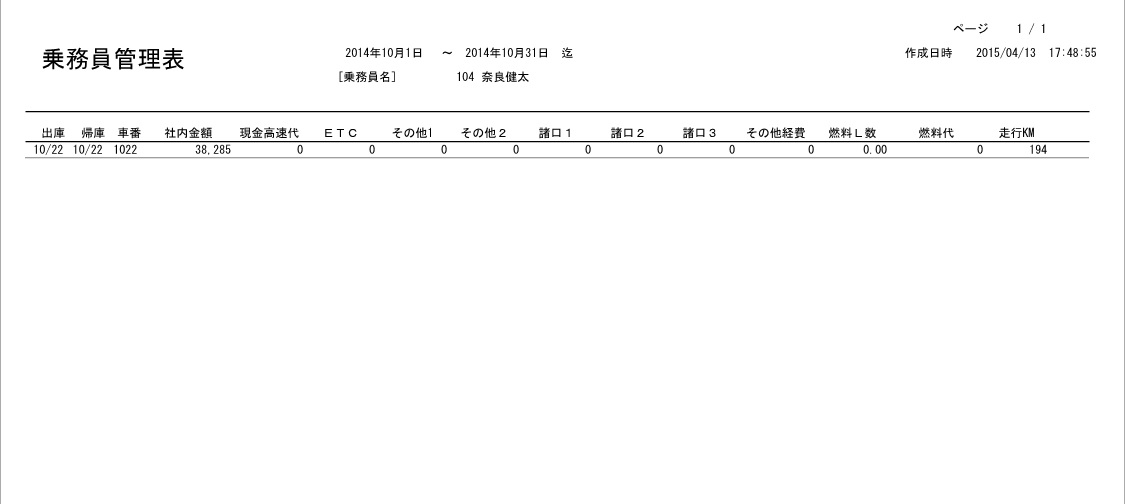 ページ 1 / 1
乗務員管理表 2014年10月1日 ～ 2014年10月31日 迄 作成日時 2015/04/13 17:48:55
[乗務員名] 104 奈良健太
出庫 帰庫 車番 社内金額 現金高速代 ＥＴＣ その他1 その他２ 諸口１ 諸口２ 諸口３ その他経費 燃料Ｌ数 燃料代 走行KM
10/22 10/22 1022 38,285 0 0 0 0 0 0 0 0 0.00 0 194